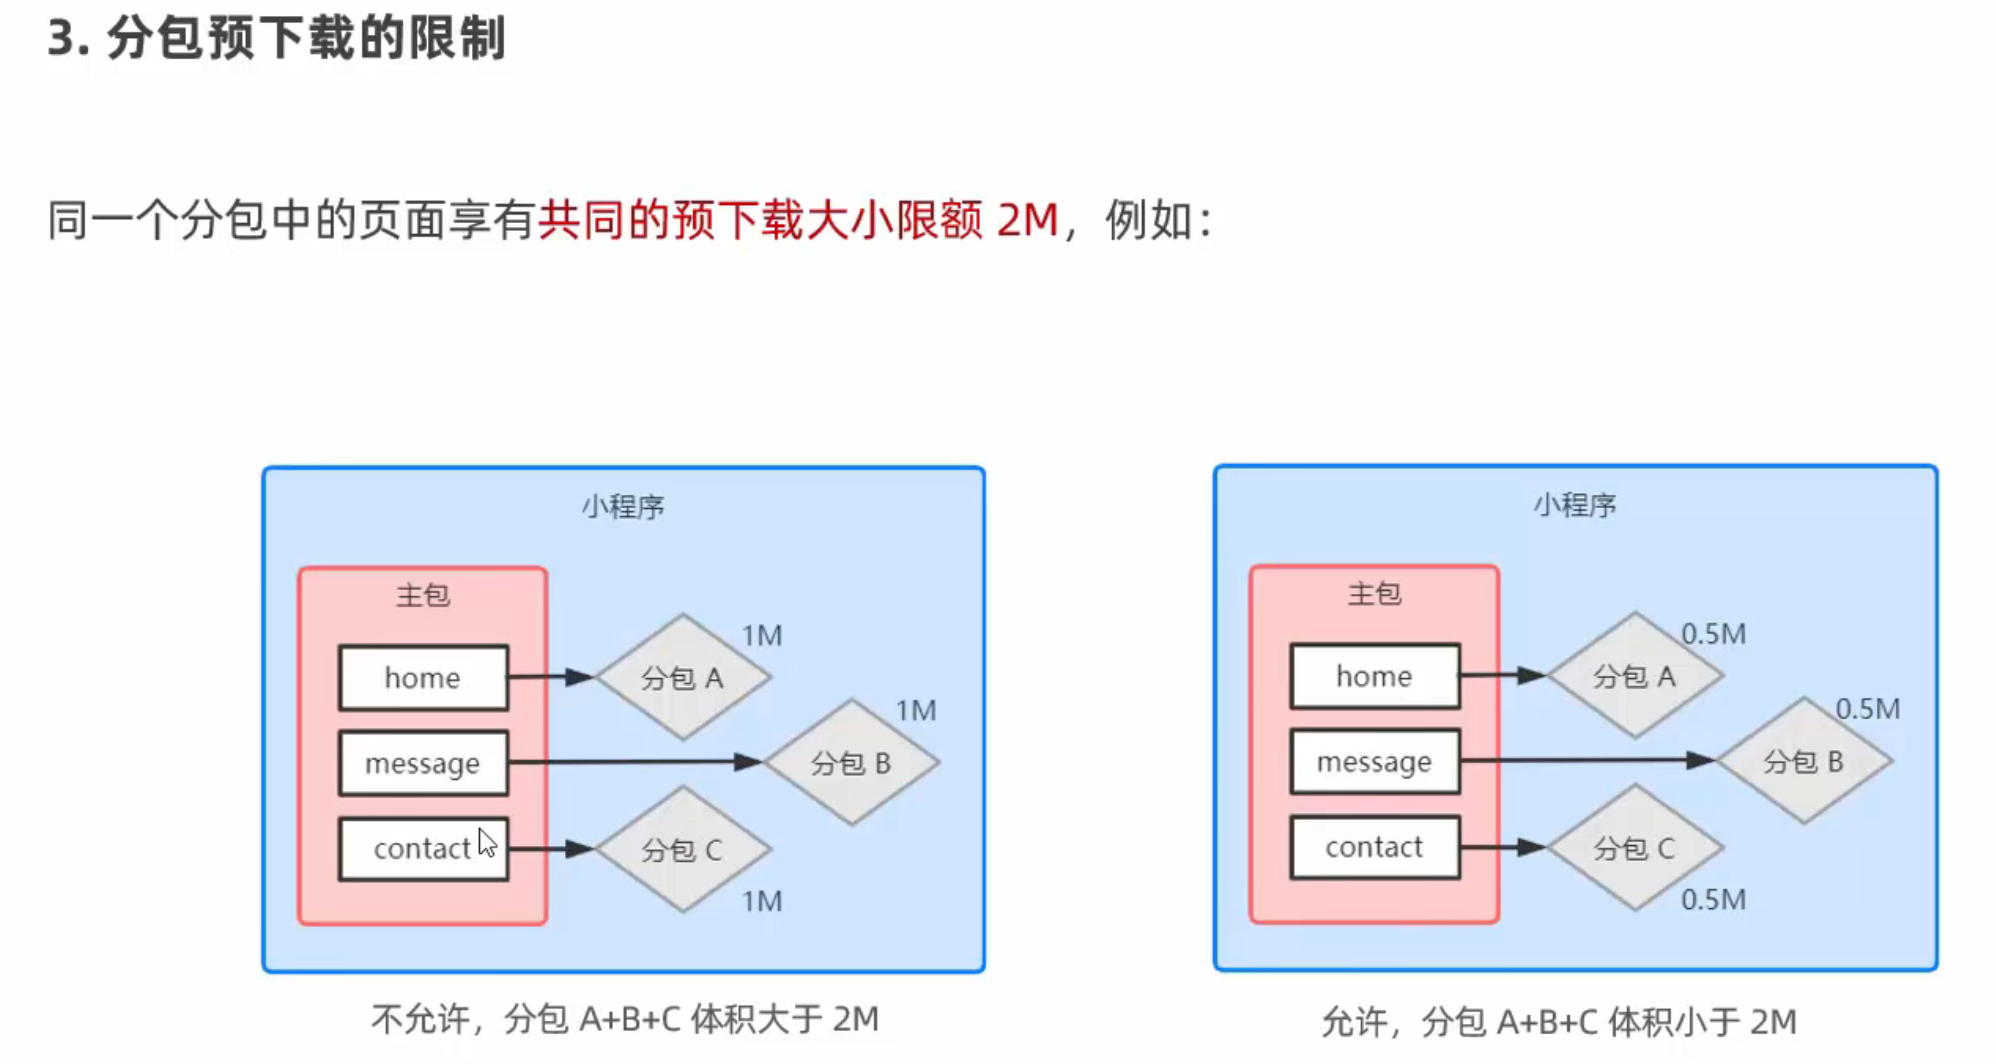 3. 分包预下载的限制
同一个分包中的页面享有共同的预下载大小限额 2M，例如：
小程序
主包
home
分包 A
1M
message
分包 B
1M
contact
分包 C
1M
不允许，分包 A+B+C 体积大于 2M
小程序
主包
home
分包 A
0.5M
message
分包 B
0.5M
contact
分包 C
0.5M
允许，分包 A+B+C 体积小于 2M